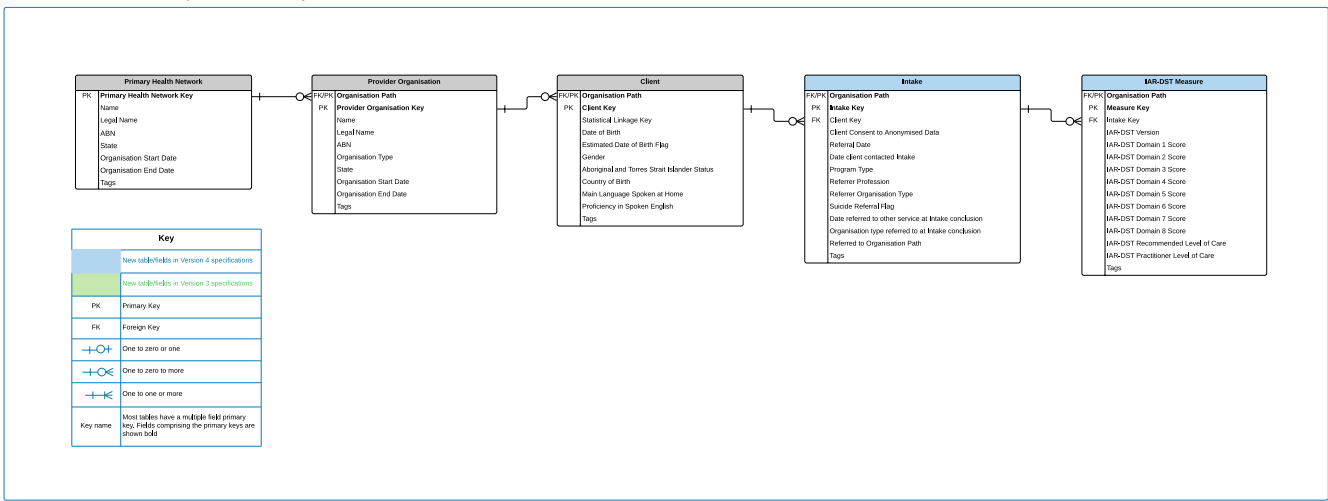 Primary Health Network
PK Primary Health Network Key
Name
Legal Name
ABN
State
Organisation Start Date
Organisation End Date
Tags
Provider Organisation
FK/PK Organisation Path
PK Provider Organisation Key
Name
Legal Name
ABN
Organisation Type
State
Organisation Start Date
Organisation End Date
Tags
Client
FK/PK Organisation Path
PK Client Key
Statistical Linkage Key
Date of Birth
Estimated Date of Birth Flag
Gender
Aboriginal and Torres Strait Islander Status
Country of Birth
Main Language Spoken at Home
Proficiency in Spoken English
Tags
Intake
FK/PK Organisation Path
PK Intake Key
FK Client Key
Client Consent to Anonymised Data
Referral Date
Date client contacted Intake
Program Type
Referrer Profession
Referrer Organisation Type
Suicide Referral Flag
Date referred to other service at Intake conclusion
Organisation type referred to at Intake conclusion
Referred to Organisation Path
Tags
IAR-DST Measure
FK/PK Organisation Path
PK Measure Key
FK Intake Key
IAR-DST Version
IAR-DST Domain 1 Score
IAR-DST Domain 2 Score
IAR-DST Domain 3 Score
IAR-DST Domain 4 Score
IAR-DST Domain 5 Score
IAR-DST Domain 6 Score
IAR-DST Domain 7 Score
IAR-DST Domain 8 Score
IAR-DST Recommended Level of Care
IAR-DST Practitioner Level of Care
Tags
Key
New table/fields in Version 4 specifications
New table/fields in Version 3 specifications
PK Primary Key
FK Foreign Key
One to zero or one
One to zero to more
One to one or more
Key name
Most tables have a multiple field primary
key. Fields comprising the primary keys are
shown bold